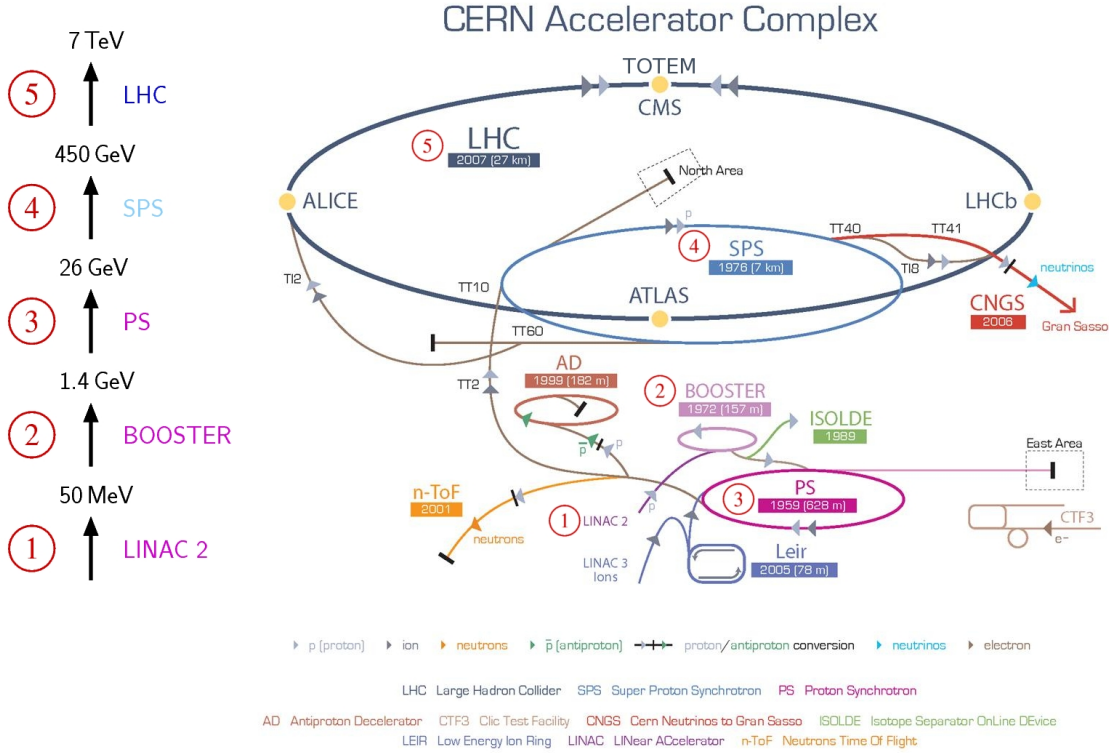 CERN Accelerator Complex
7 TeV
5
LHC
450 GeV
4
SPS
26 GeV
3
PS
1.4 GeV
2
BOOSTER
50 MeV
1
LINAC 2
TOTEM
CMS
5
LHC
2007 (27 km)
North Area
ALICE
LHCb
p
TT40
TT41
4
SPS
1976 (7 km)
TI8
neutrinos
TI2
TT10
ATLAS
CNGS
2006
Gran Sasso
TT60
AD
1999 (182 m)
TT2
2
BOOSTER
1972 (157 m)
ISOLDE
1989
p
p̅
East Area
n-ToF
2001
3
PS
1959 (628 m)
p
1
LINAC 2
neutrons
CTF3
e-
LINAC 3
Ions
Leir
2005 (78 m)
p (proton)
ion
neutrons
p̅ (antiproton)
proton/antiproton conversion
neutrinos
electron
LHC Large Hadron Collider SPS Super Proton Synchrotron PS Proton Synchrotron
AD Antiproton Decelerator CTF3 Clic Test Facility CNGS Cern Neutrinos to Gran Sasso ISOLDE Isotope Separator OnLine DEvice
LEIR Low Energy Ion Ring LINAC LINear ACcelerator n-ToF Neutrons Time Of Flight